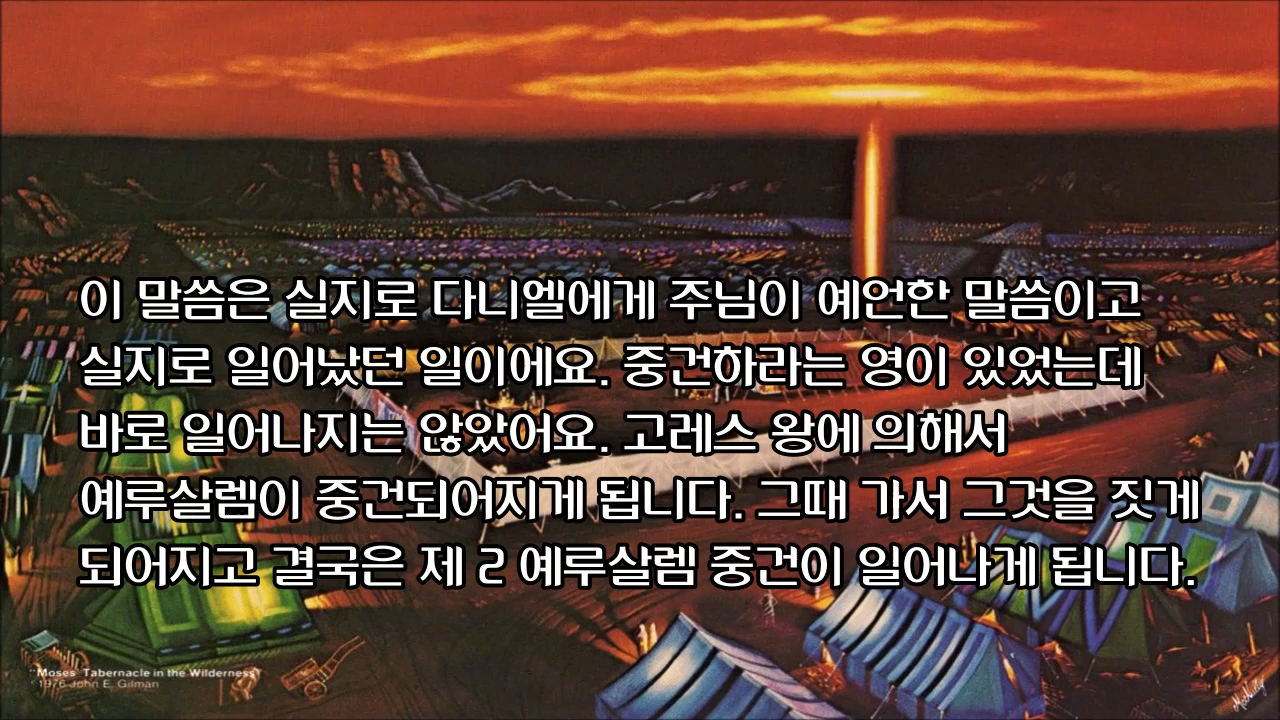 이 말씀은 실지로 다니엘에게 주님이 예언한 말씀이고
실지로 일어났던 일이에요. 중건하라는 영이 있었는데
바로 일어나지는 않았어요. 고레스 왕에 의해서
예루살렘이 중건되어지게 됩니다. 그때 가서 그것을 짓게
되어지고 결국은 제 2 예루살렘 중건이 일어나게 됩니다.
"Moses' Tabernacle in the Wilderness"
1976 John E. Gilman